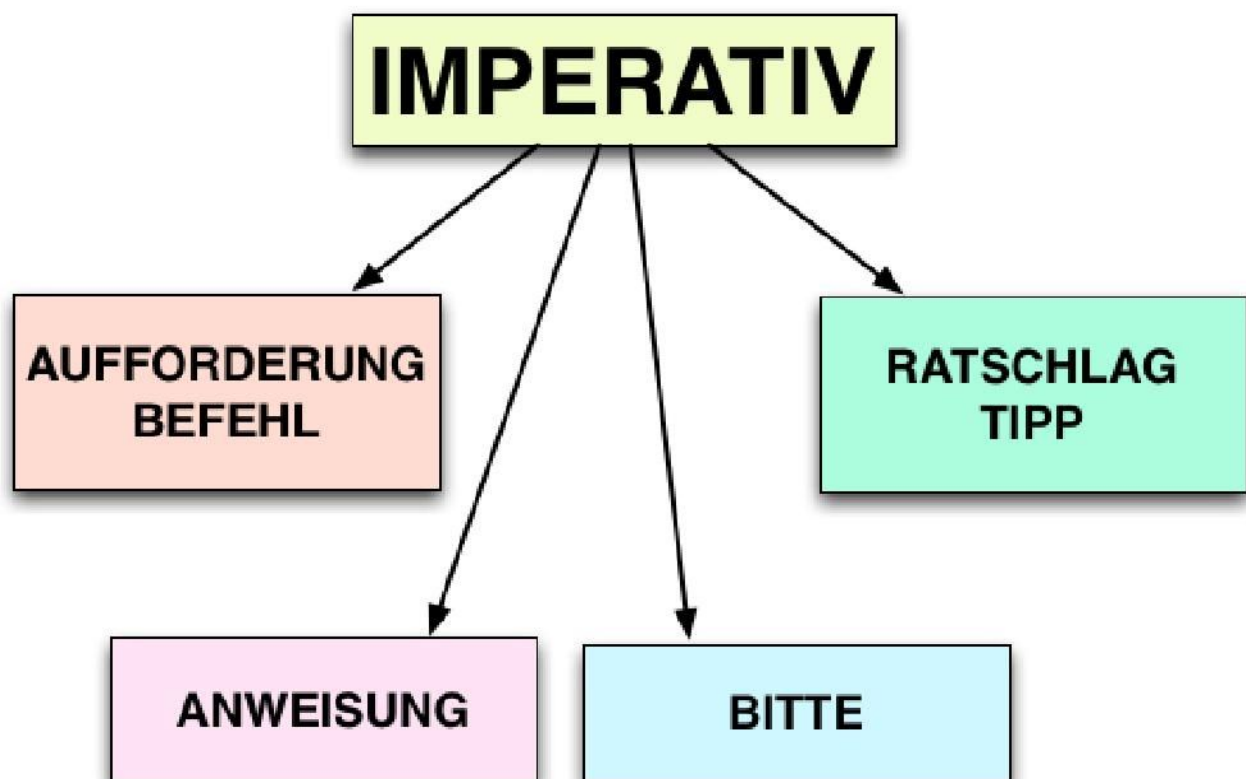 IMPERATIV
AUFFORDERUNG
BEFEHL
RATSCHLAG
TIPP
ANWEISUNG
BITTE